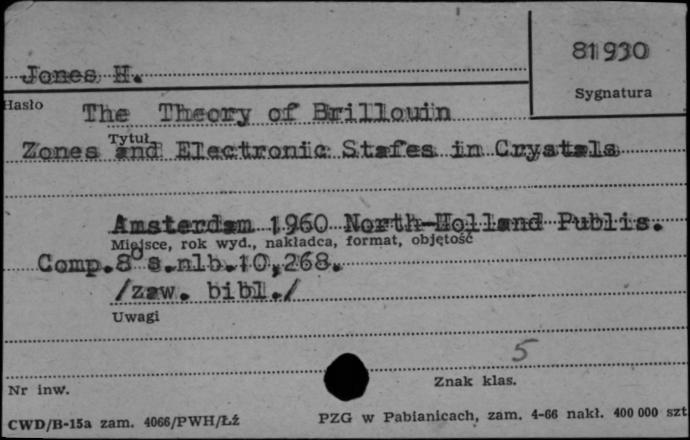 81930
Jones H.
Sygnatura
Hasło
The Theory of Brillouin
Tytuł
Zones and Electronic Stafes in Crystals
Amsterdam 1960 North-Holland Publis.
Miejsce, rok wyd., nakładca, format, objętość
Comp.8° s.nlb.10,268.
/zaw. bibl./
Uwagi
5
Nr inw.
Znak klas.
CWD/B-15a zam. 4066/PWH/Łź
PZG w Pabianicach, zam. 4-66 nakł. 400 000 szt